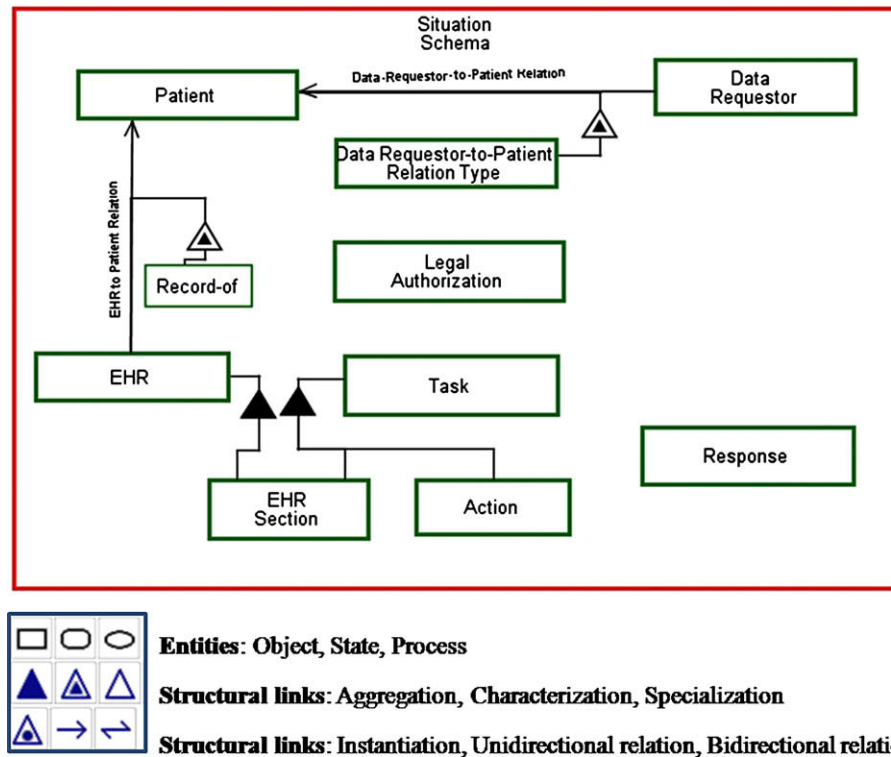 Situation
Schema
Data-Requestor-to-Patient Relation
Patient
Data
Requestor
Data Requestor-to-Patient
Relation Type
EHR to Patient Relation
Legal
Authorization
Record-of
EHR
Task
Response
EHR
Section
Action
Entities: Object, State, Process
Structural links: Aggregation, Characterization, Specialization
Structural links: Instantiation, Unidirectional relation, Bidirectional relatio